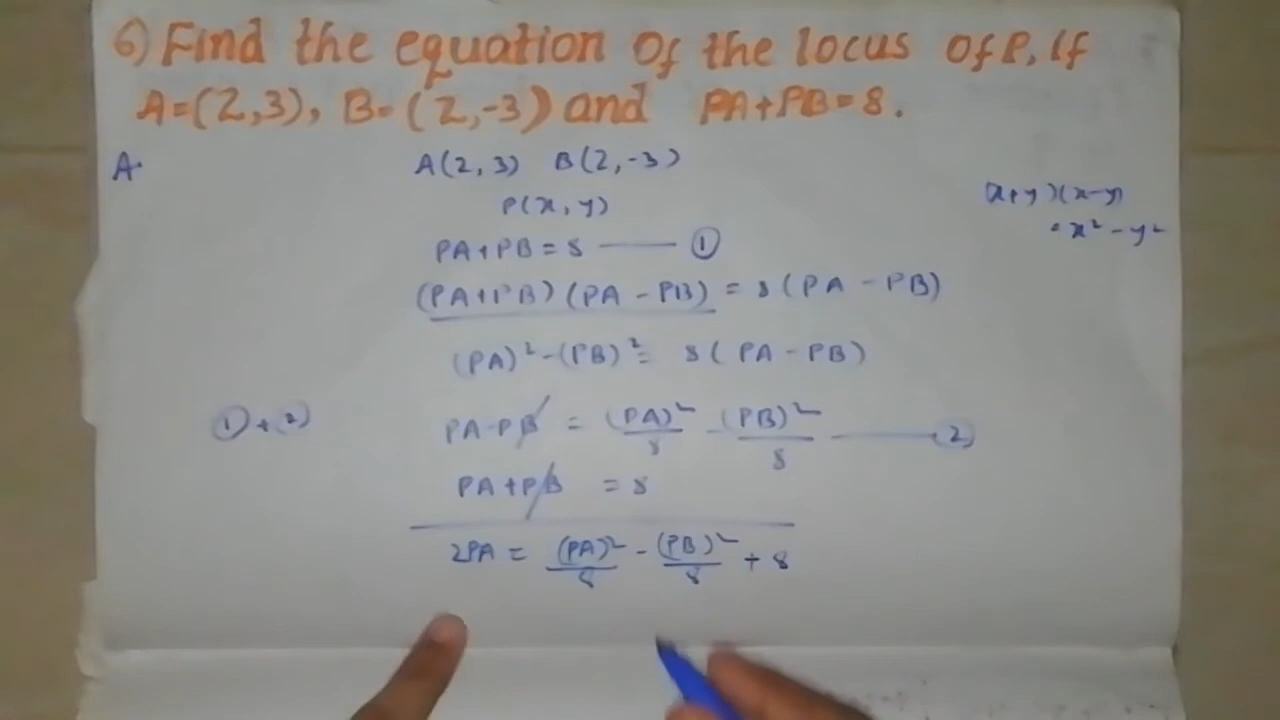 6) Find the equation of the locus of P, if
A=(2,3), B=(2,-3) and PA+PB=8.
A.
A(2,3) B(2,-3)
P(x,y)
(x+y)(x-y)
= x² - y²
PA+PB=8 ——— ①
(PA+PB)(PA-PB) = 8(PA-PB)
(PA)²-(PB)² = 8(PA-PB)
①+②
PA-PB = (PA)²/8 - (PB)²/8 ——— ②
PA+PB = 8
2PA = (PA)²/8 - (PB)²/8 + 8